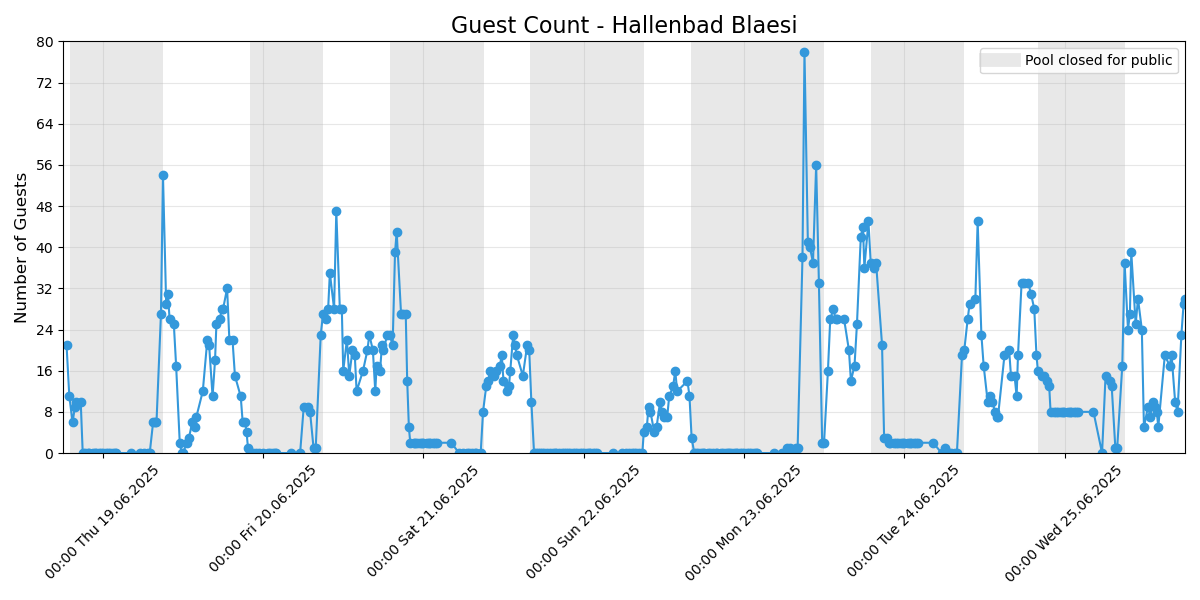 Guest Count - Hallenbad Blaesi
Pool closed for public
Number of Guests
80
72
64
56
48
40
32
24
16
8
0
00:00 Thu 19.06.2025
00:00 Fri 20.06.2025
00:00 Sat 21.06.2025
00:00 Sun 22.06.2025
00:00 Mon 23.06.2025
00:00 Tue 24.06.2025
00:00 Wed 25.06.2025